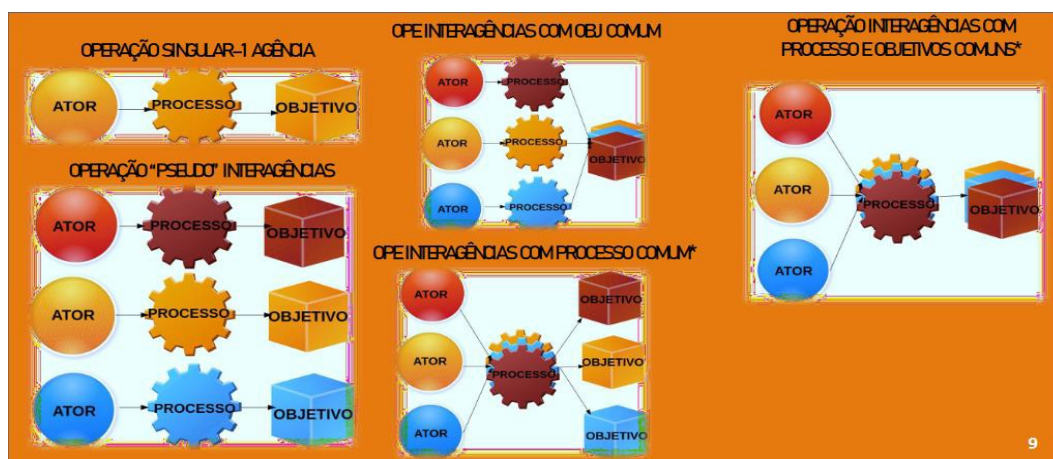 OPERAÇÃO SINGULAR–1 AGÊNCIA
ATOR
PROCESSO
OBJETIVO
OPERAÇÃO “PSEUDO” INTERAGÊNCIAS
ATOR
PROCESSO
OBJETIVO
ATOR
PROCESSO
OBJETIVO
ATOR
PROCESSO
OBJETIVO
OPE INTERAGÊNCIAS COM OBJ COMUM
ATOR
PROCESSO
ATOR
PROCESSO
OBJETIVO
ATOR
PROCESSO
OPE INTERAGÊNCIAS COM PROCESSO COMUM*
ATOR
OBJETIVO
ATOR
PROCESSO
OBJETIVO
ATOR
OBJETIVO
OPERAÇÃO INTERAGÊNCIAS COM
PROCESSO E OBJETIVOS COMUNS*
ATOR
ATOR
PROCESSO
OBJETIVO
ATOR
9